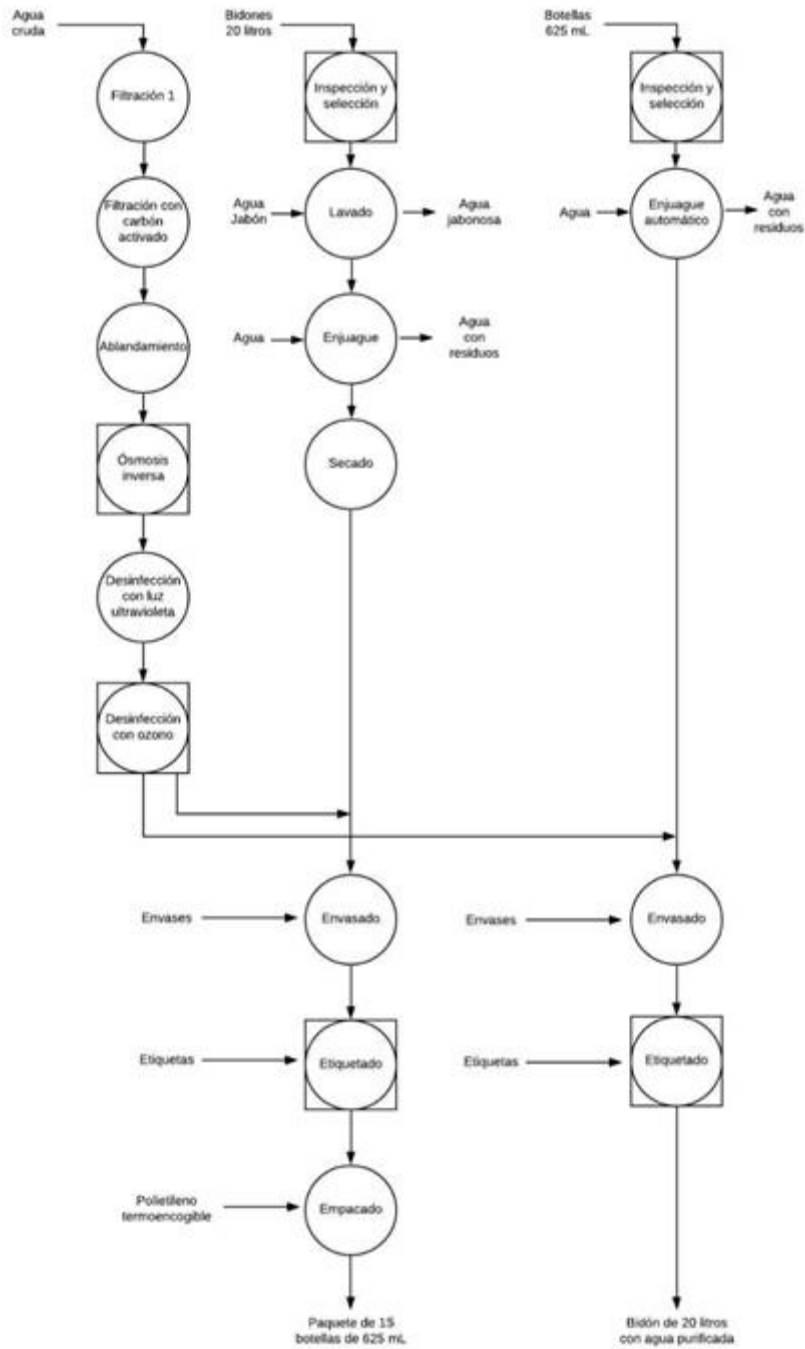 Agua
cruda
Bidones
20 litros
Botellas
625 mL
Filtración 1
Inspección y
selección
Inspección y
selección
Filtración con
carbón
activado
Agua
Jabón
Lavado
Agua
jabonosa
Agua
Enjuague
automático
Agua
con
residuos
Ablandamiento
Agua
Enjuague
Agua
con
residuos
Ósmosis
inversa
Secado
Desinfección
con luz
ultravioleta
Desinfección
con ozono
Envases
Envasado
Envases
Envasado
Etiquetas
Etiquetado
Etiquetas
Etiquetado
Polietileno
termoencogible
Empacado
Paquete de 15
botellas de 625 mL
Bidón de 20 litros
con agua purificada